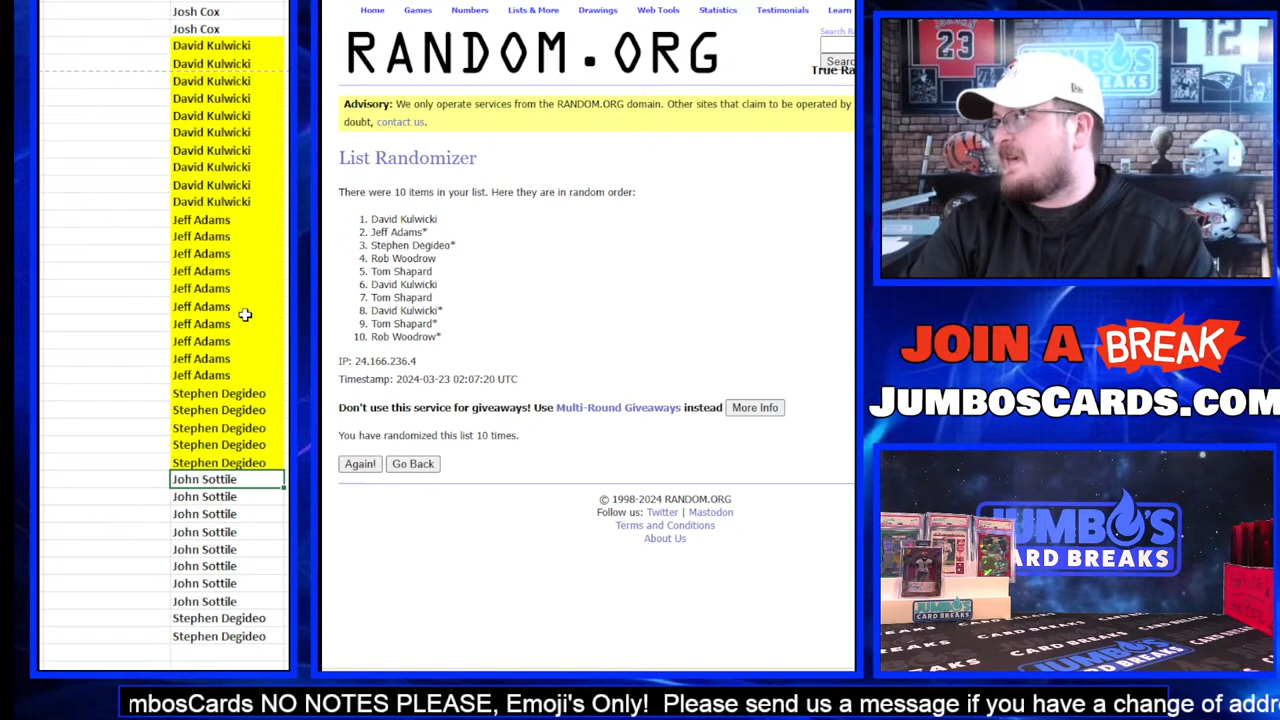 Josh Cox
Josh Cox
David Kulwicki
David Kulwicki
David Kulwicki
David Kulwicki
David Kulwicki
David Kulwicki
David Kulwicki
David Kulwicki
David Kulwicki
David Kulwicki
Jeff Adams
Jeff Adams
Jeff Adams
Jeff Adams
Jeff Adams
Jeff Adams
Jeff Adams
Jeff Adams
Jeff Adams
Jeff Adams
Stephen Degideo
Stephen Degideo
Stephen Degideo
Stephen Degideo
Stephen Degideo
John Sottile
John Sottile
John Sottile
John Sottile
John Sottile
John Sottile
John Sottile
John Sottile
Stephen Degideo
Stephen Degideo
Home Games Numbers Lists & More Drawings Web Tools Statistics Testimonials Learn
RANDOM.ORG
Search R
Searc
True Ra
Advisory: We only operate services from the RANDOM.ORG domain. Other sites that claim to be operated by
doubt, contact us.
List Randomizer
There were 10 items in your list. Here they are in random order:
1. David Kulwicki
2. Jeff Adams*
3. Stephen Degideo*
4. Rob Woodrow
5. Tom Shapard
6. David Kulwicki
7. Tom Shapard
8. David Kulwicki*
9. Tom Shapard*
10. Rob Woodrow*
IP: 24.166.236.4
Timestamp: 2024-03-23 02:07:20 UTC
Don't use this service for giveaways! Use Multi-Round Giveaways instead More Info
You have randomized this list 10 times.
Again! Go Back
© 1998-2024 RANDOM.ORG
Follow us: Twitter | Mastodon
Terms and Conditions
About Us
23
12
JOIN A BREAK
JUMBOSCARDS.COM
JUMBO'S
CARD BREAKS
JUMBO'S
CARD BREAKS
mbosCards NO NOTES PLEASE, Emoji's Only! Please send us a message if you have a change of addre